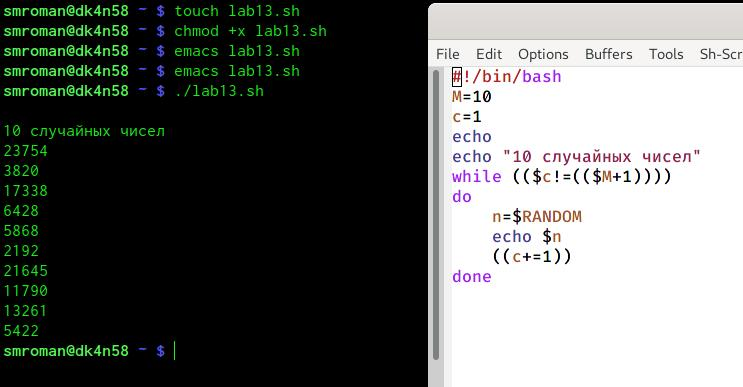 smroman@dk4n58 ~ $ touch lab13.sh
smroman@dk4n58 ~ $ chmod +x lab13.sh
smroman@dk4n58 ~ $ emacs lab13.sh
smroman@dk4n58 ~ $ emacs lab13.sh
smroman@dk4n58 ~ $ ./lab13.sh
10 случайных чисел
23754
3820
17338
6428
5868
2192
21645
11790
13261
5422
smroman@dk4n58 ~ $
File Edit Options Buffers Tools Sh-Scr
#!/bin/bash
M=10
c=1
echo
echo "10 случайных чисел"
while (($c!=(($M+1))))
do
n=$RANDOM
echo $n
((c+=1))
done